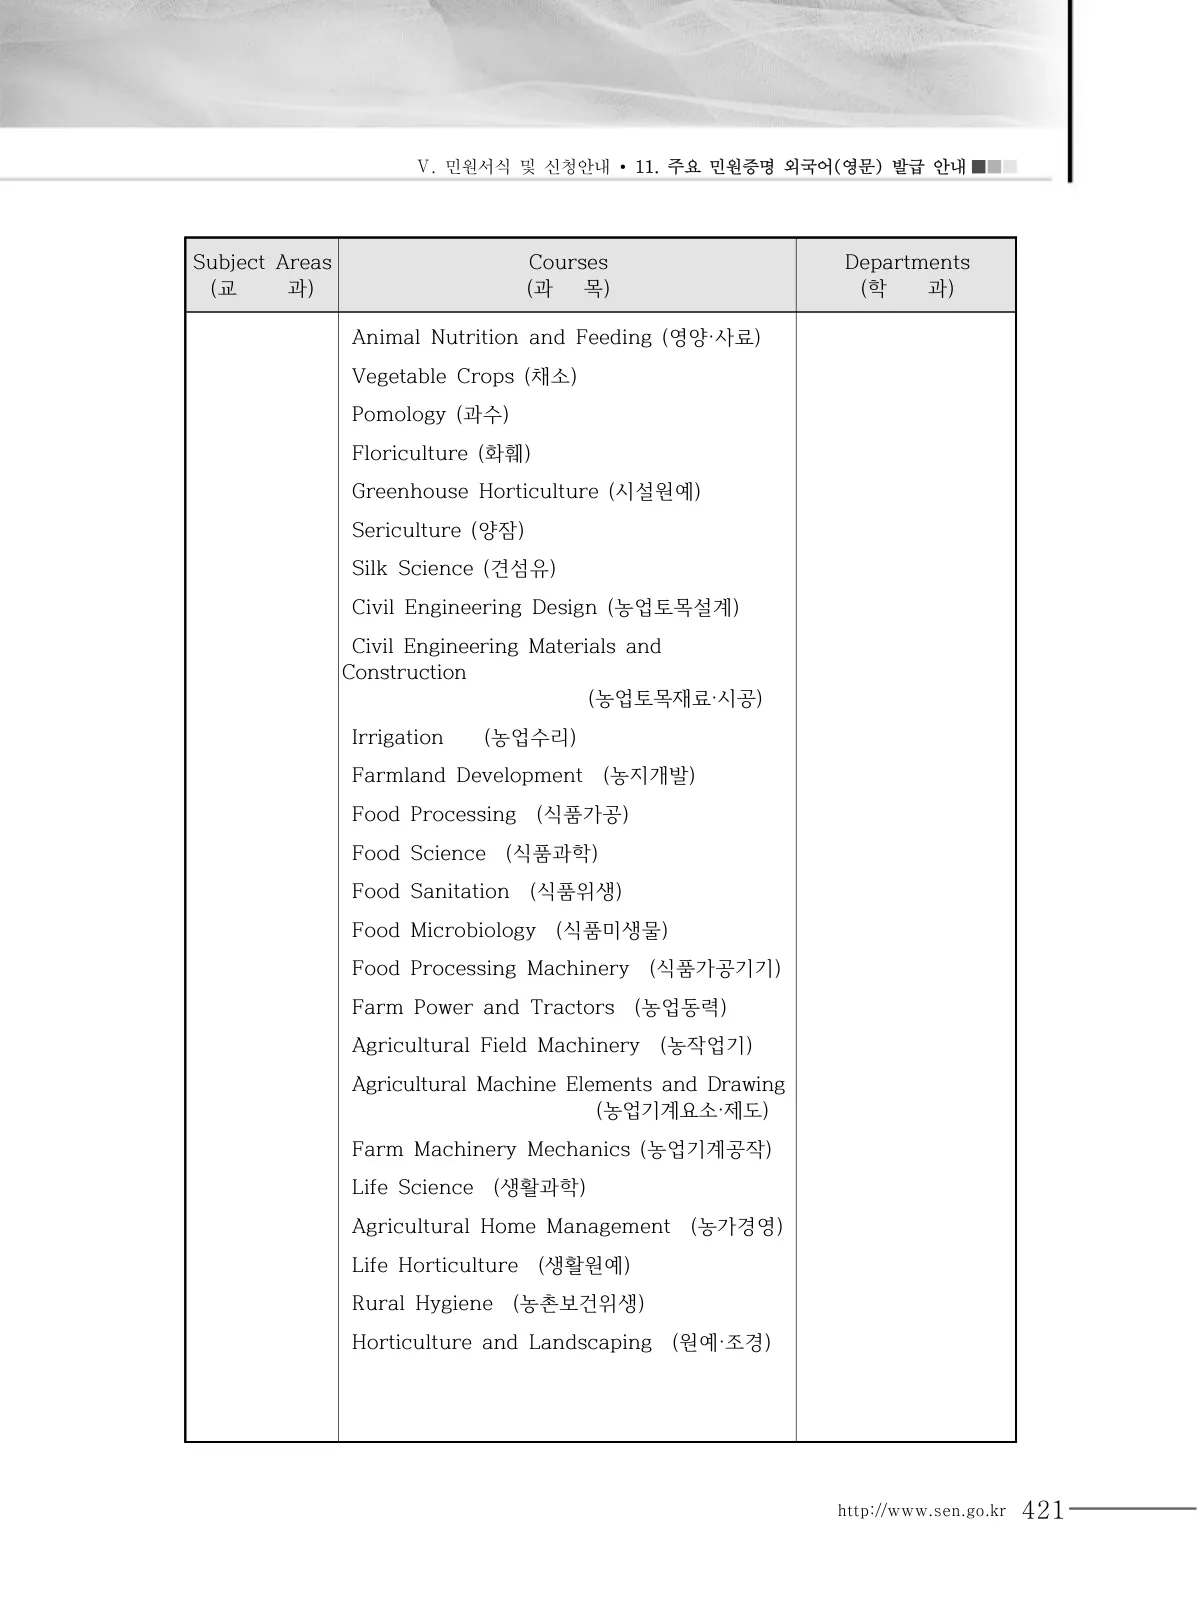 Ⅴ. 민원서식 및 신청안내 • 11. 주요 민원증명 외국어(영문) 발급 안내
Subject Areas
(교 과)
Courses
(과 목)
Departments
(학 과)
Animal Nutrition and Feeding (영양·사료)
Vegetable Crops (채소)
Pomology (과수)
Floriculture (화훼)
Greenhouse Horticulture (시설원예)
Sericulture (양잠)
Silk Science (견섬유)
Civil Engineering Design (농업토목설계)
Civil Engineering Materials and
Construction
(농업토목재료·시공)
Irrigation (농업수리)
Farmland Development (농지개발)
Food Processing (식품가공)
Food Science (식품과학)
Food Sanitation (식품위생)
Food Microbiology (식품미생물)
Food Processing Machinery (식품가공기기)
Farm Power and Tractors (농업동력)
Agricultural Field Machinery (농작업기)
Agricultural Machine Elements and Drawing
(농업기계요소·제도)
Farm Machinery Mechanics (농업기계공작)
Life Science (생활과학)
Agricultural Home Management (농가경영)
Life Horticulture (생활원예)
Rural Hygiene (농촌보건위생)
Horticulture and Landscaping (원예·조경)
http://www.sen.go.kr 421